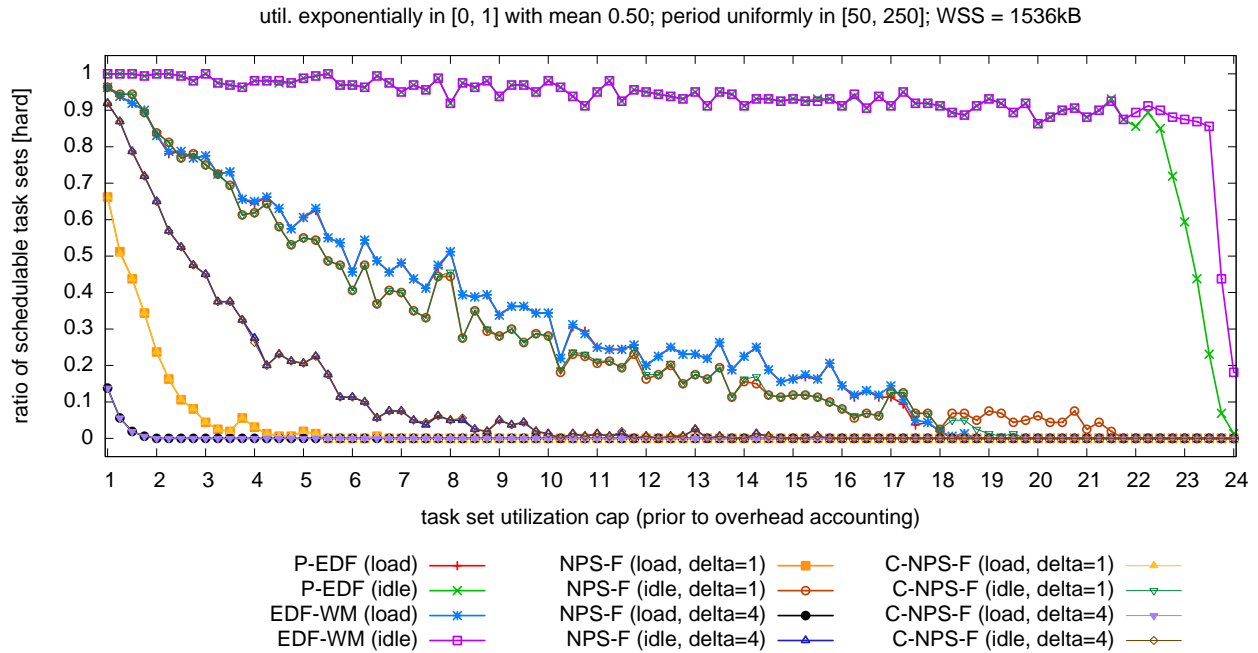 util. exponentially in [0, 1] with mean 0.50; period uniformly in [50, 250]; WSS = 1536kB
ratio of schedulable task sets [hard]
1
0.9
0.8
0.7
0.6
0.5
0.4
0.3
0.2
0.1
0
1 2 3 4 5 6 7 8 9 10 11 12 13 14 15 16 17 18 19 20 21 22 23 24
task set utilization cap (prior to overhead accounting)
P-EDF (load) NPS-F (load, delta=1) C-NPS-F (load, delta=1)
P-EDF (idle) NPS-F (idle, delta=1) C-NPS-F (idle, delta=1)
EDF-WM (load) NPS-F (load, delta=4) C-NPS-F (load, delta=4)
EDF-WM (idle) NPS-F (idle, delta=4) C-NPS-F (idle, delta=4)